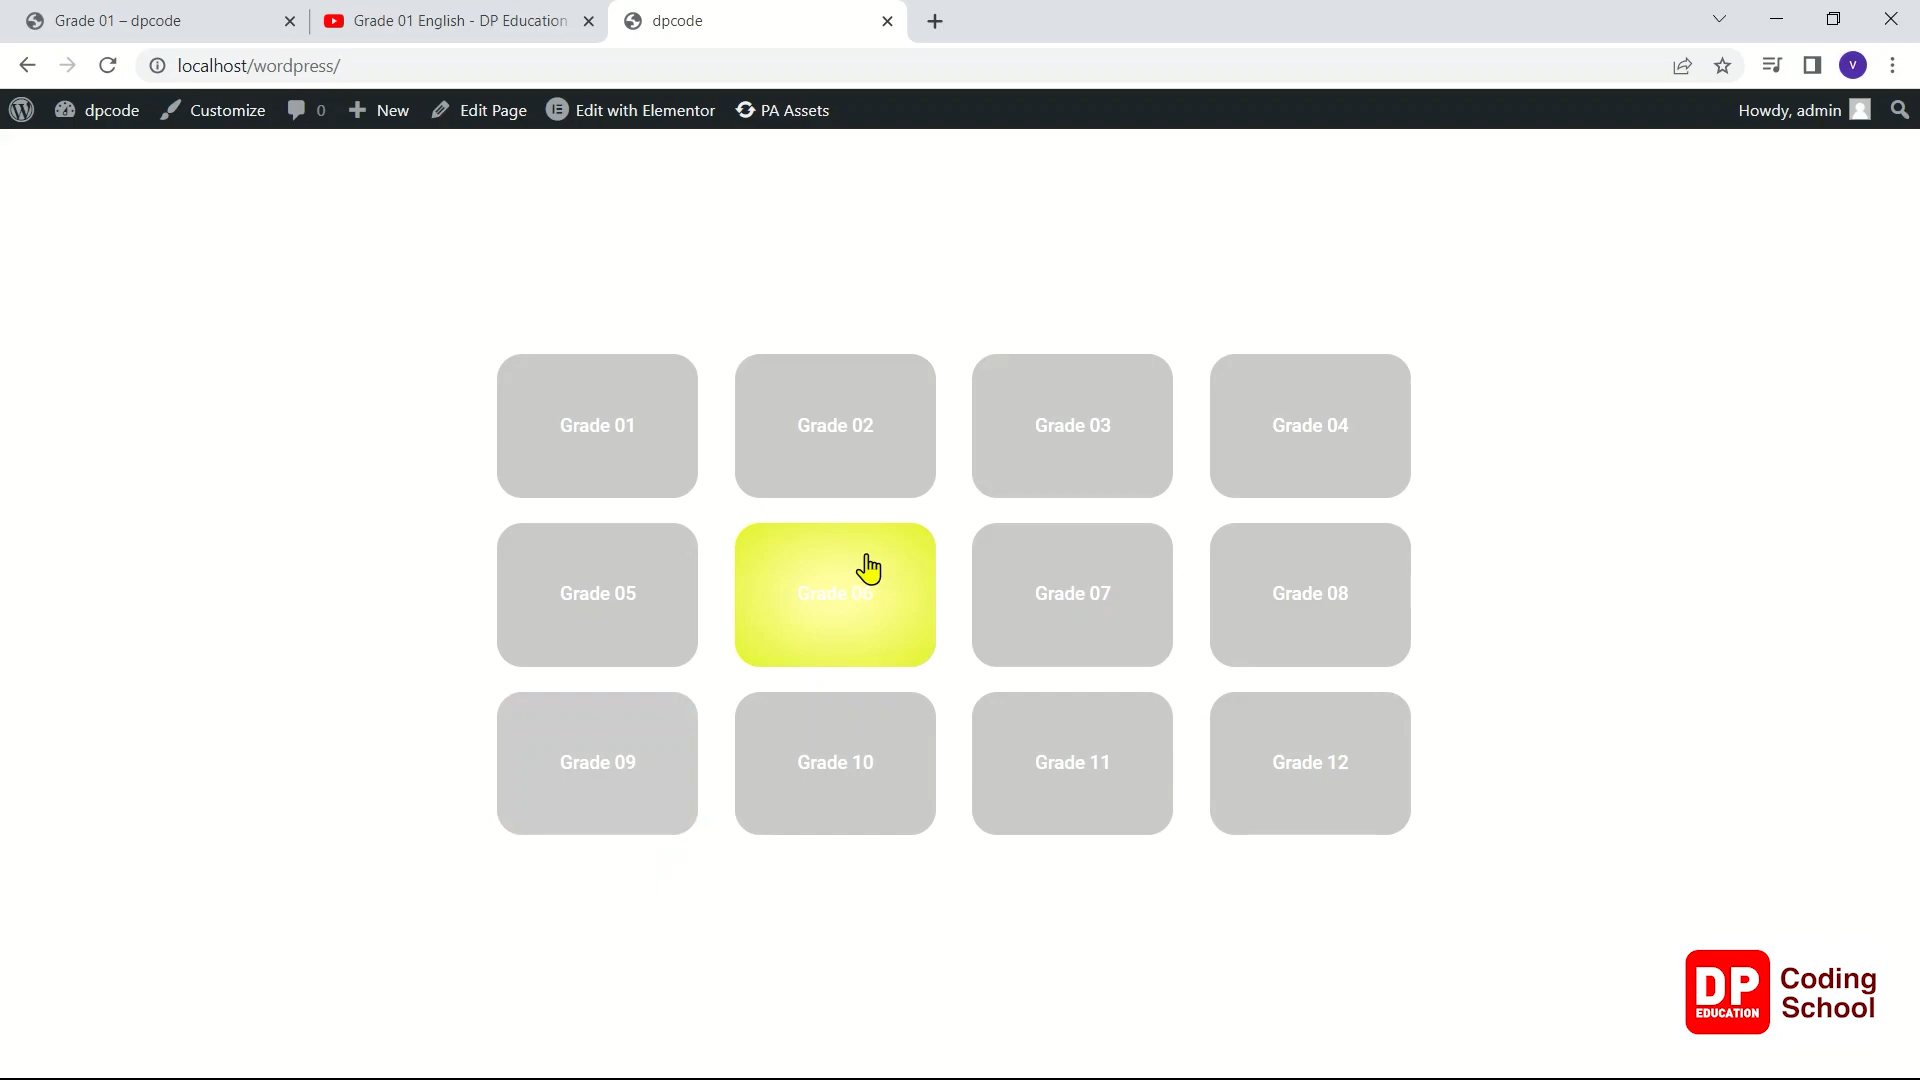 Grade 01 – dpcode
Grade 01 English - DP Education
dpcode
localhost/wordpress/
V
dpcode
Customize
0
New
Edit Page
Edit with Elementor
PA Assets
Howdy, admin
Grade 01
Grade 02
Grade 03
Grade 04
Grade 05
Grade 06
Grade 07
Grade 08
Grade 09
Grade 10
Grade 11
Grade 12
DP
EDUCATION
Coding
School